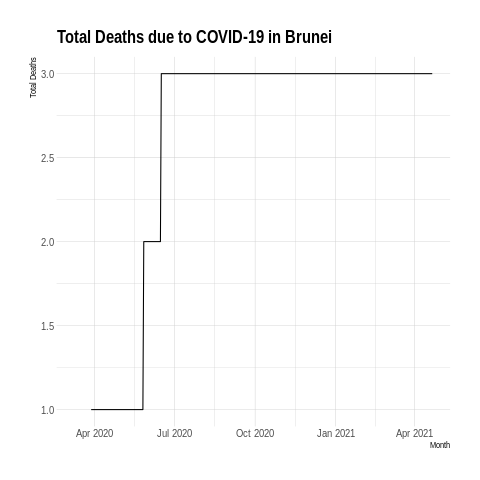 Total Deaths due to COVID-19 in Brunei
Total Deaths
3.0
2.5
2.0
1.5
1.0
Apr 2020 Jul 2020 Oct 2020 Jan 2021 Apr 2021
Month